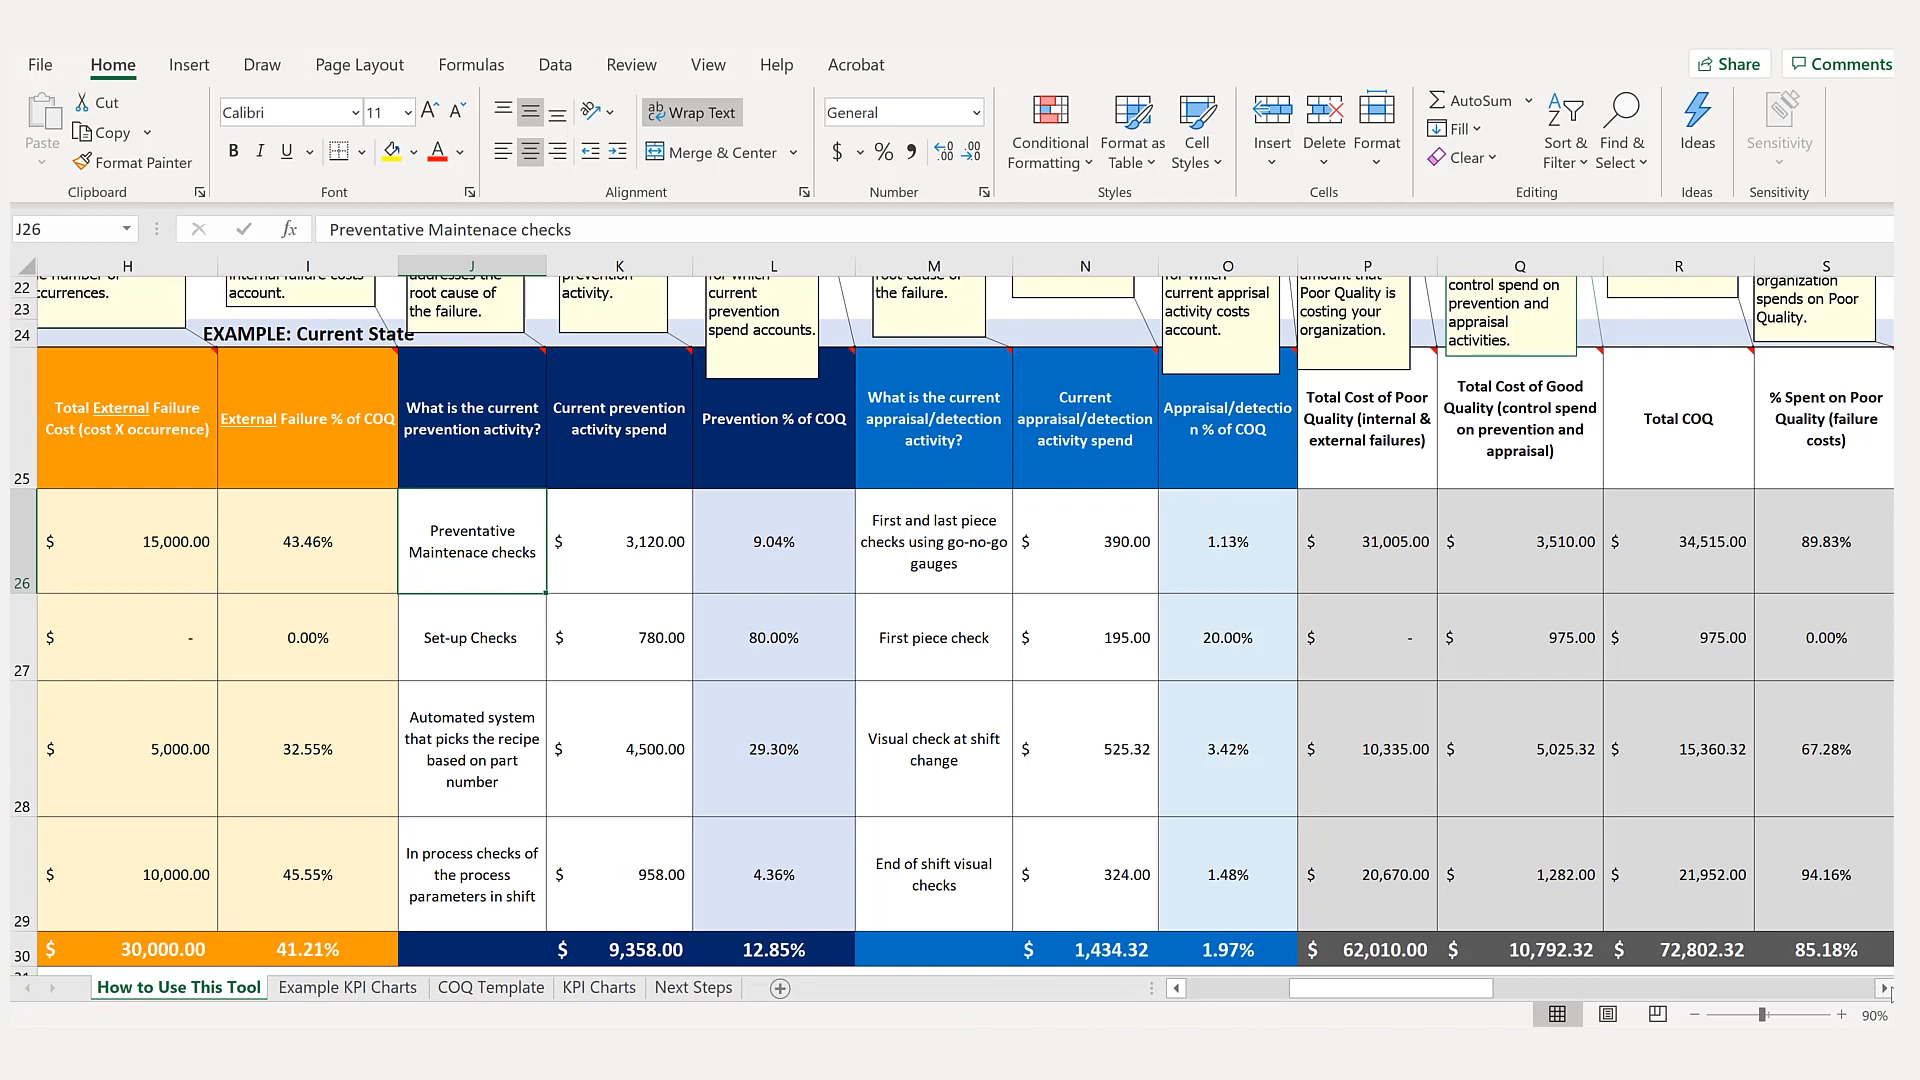 File Home Insert Draw Page Layout Formulas Data Review View Help Acrobat Share Comments
Cut
Copy
Format Painter
Paste
Clipboard
Calibri 11
B I U
Font
Wrap Text
Merge & Center
Alignment
General
$ % 9
Number
Conditional
Formatting
Format as
Table
Cell
Styles
Styles
Insert Delete Format
Cells
AutoSum
Fill
Clear
Sort &
Filter
Find &
Select
Editing
Ideas
Ideas
Sensitivity
Sensitivity
J26 fx Preventative Maintenace checks
H I J K L M N O P Q R S
22
23
24
currences.
internal failure costs
account.
addresses the
root cause of
the failure.
prevention
activity.
for which
current
prevention
spend accounts.
root cause of
the failure.
for which
current apprisal
activity costs
account.
amount that
Poor Quality is
costing your
organization.
control spend on
prevention and
appraisal
activities.
organization
spends on Poor
Quality.
EXAMPLE: Current State
25
Total External Failure
Cost (cost X occurrence)
External Failure % of COQ
What is the current
prevention activity?
Current prevention
activity spend
Prevention % of COQ
What is the current
appraisal/detection
activity?
Current
appraisal/detection
activity spend
Appraisal/detectio
n % of COQ
Total Cost of Poor
Quality (internal &
external failures)
Total Cost of Good
Quality (control spend
on prevention and
appraisal)
Total COQ
% Spent on Poor
Quality (failure
costs)
26
$ 15,000.00
43.46%
Preventative
Maintenace checks
$ 3,120.00
9.04%
First and last piece
checks using go-no-go
gauges
$ 390.00
1.13%
$ 31,005.00
$ 3,510.00
$ 34,515.00
89.83%
27
$ -
0.00%
Set-up Checks
$ 780.00
80.00%
First piece check
$ 195.00
20.00%
$ -
$ 975.00
$ 975.00
0.00%
28
$ 5,000.00
32.55%
Automated system
that picks the recipe
based on part
number
$ 4,500.00
29.30%
Visual check at shift
change
$ 525.32
3.42%
$ 10,335.00
$ 5,025.32
$ 15,360.32
67.28%
29
$ 10,000.00
45.55%
In process checks of
the process
parameters in shift
$ 958.00
4.36%
End of shift visual
checks
$ 324.00
1.48%
$ 20,670.00
$ 1,282.00
$ 21,952.00
94.16%
30 $ 30,000.00 41.21% $ 9,358.00 12.85% $ 1,434.32 1.97% $ 62,010.00 $ 10,792.32 $ 72,802.32 85.18%
How to Use This Tool Example KPI Charts COQ Template KPI Charts Next Steps
90%